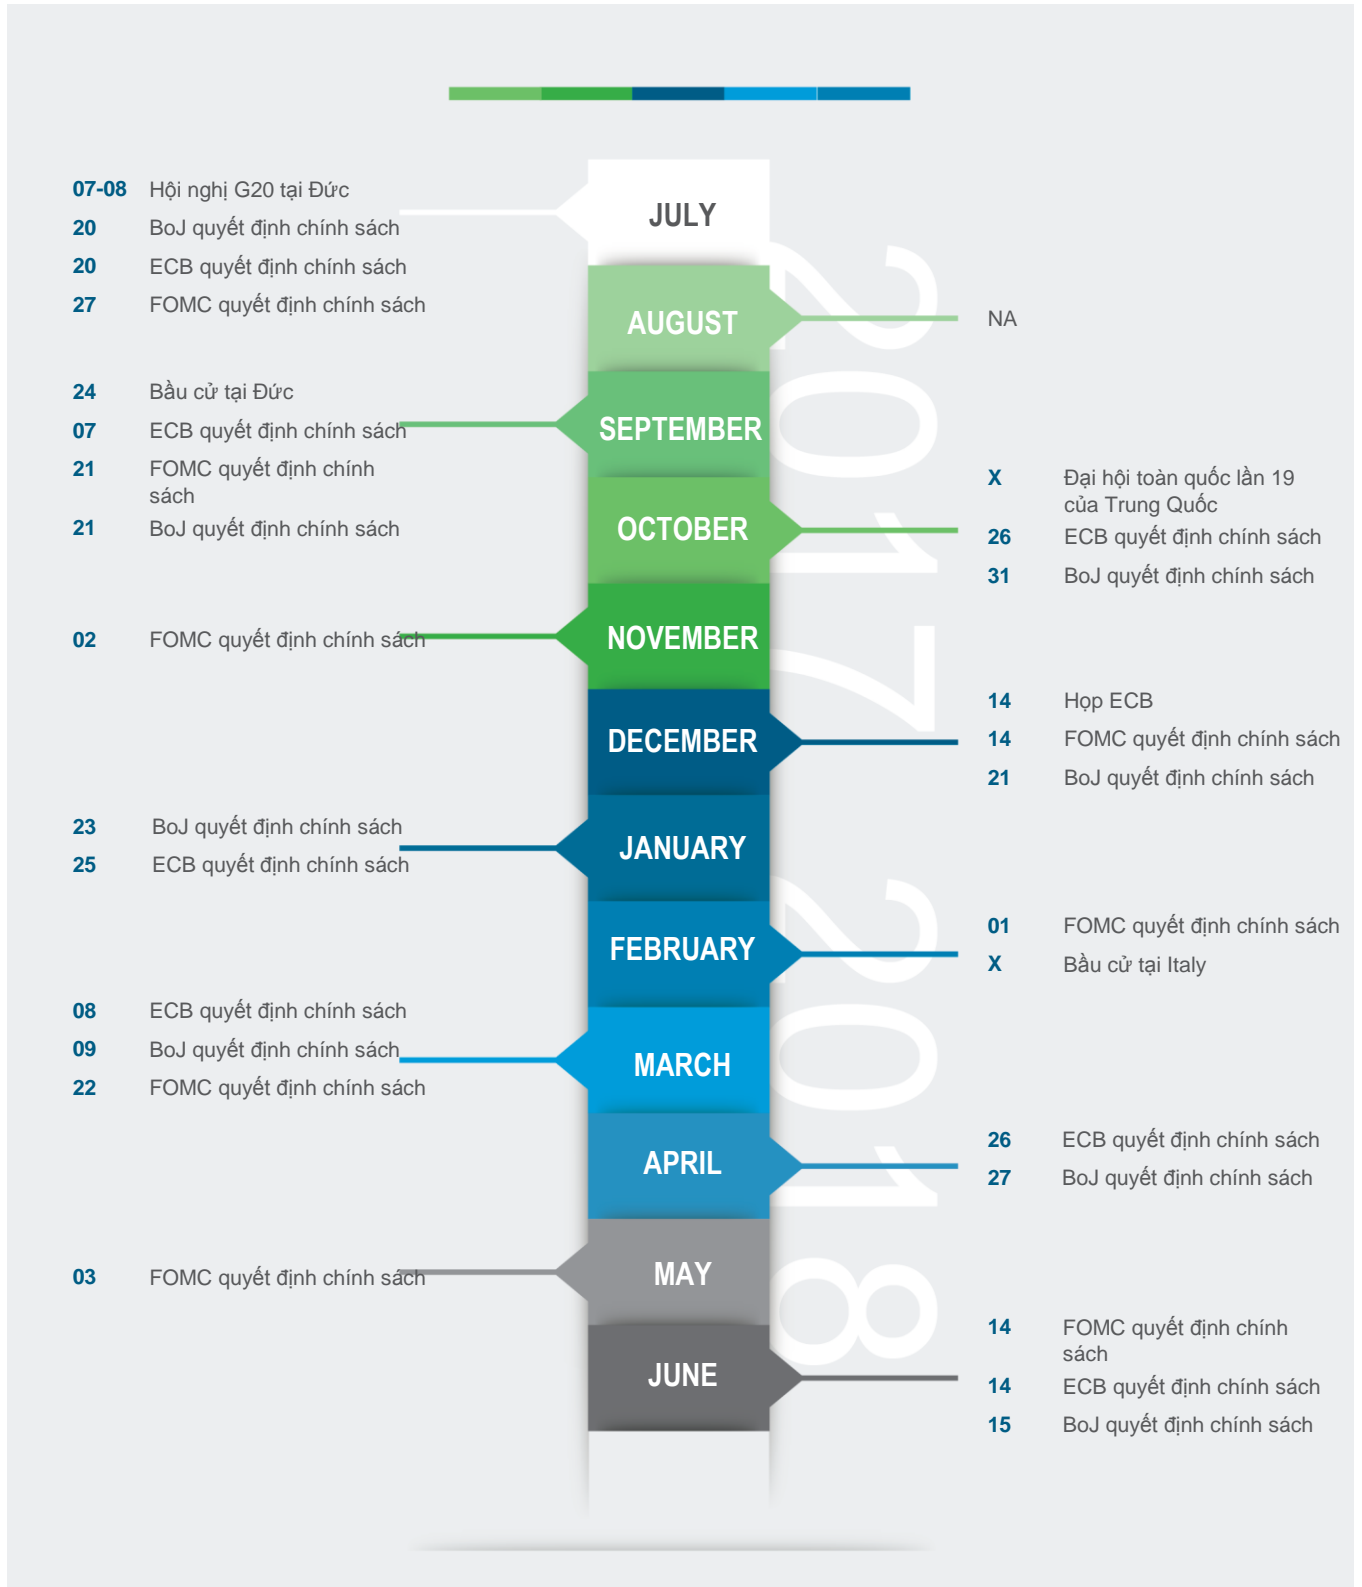 JULY
07-08 Hội nghị G20 tại Đức
20 BoJ quyết định chính sách
20 ECB quyết định chính sách
27 FOMC quyết định chính sách
AUGUST
NA
SEPTEMBER
24 Bầu cử tại Đức
07 ECB quyết định chính sách
21 FOMC quyết định chính
sách
21 BoJ quyết định chính sách
OCTOBER
X Đại hội toàn quốc lần 19
của Trung Quốc
26 ECB quyết định chính sách
31 BoJ quyết định chính sách
NOVEMBER
02 FOMC quyết định chính sách
DECEMBER
14 Họp ECB
14 FOMC quyết định chính sách
21 BoJ quyết định chính sách
2017
JANUARY
23 BoJ quyết định chính sách
25 ECB quyết định chính sách
FEBRUARY
01 FOMC quyết định chính sách
X Bầu cử tại Italy
MARCH
08 ECB quyết định chính sách
09 BoJ quyết định chính sách
22 FOMC quyết định chính sách
APRIL
26 ECB quyết định chính sách
27 BoJ quyết định chính sách
MAY
03 FOMC quyết định chính sách
JUNE
14 FOMC quyết định chính
sách
14 ECB quyết định chính sách
15 BoJ quyết định chính sách
2018